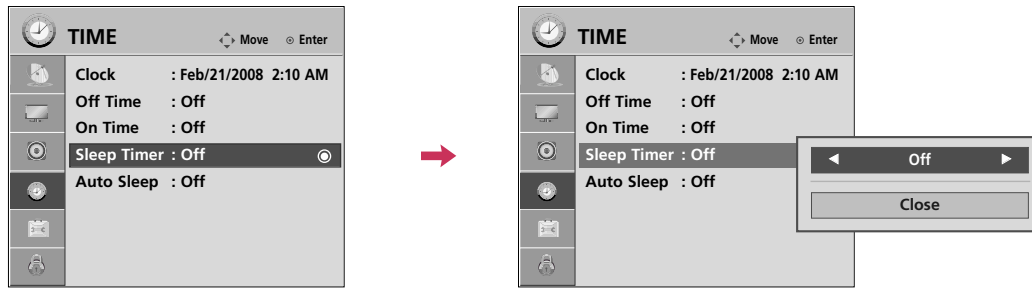 TIME Move Enter
Clock : Feb/21/2008 2:10 AM
Off Time : Off
On Time : Off
Sleep Timer : Off
Auto Sleep : Off
TIME Move Enter
Clock : Feb/21/2008 2:10 AM
Off Time : Off
On Time : Off
Sleep Timer : Off
Auto Sleep : Off
◀ Off ▶
Close